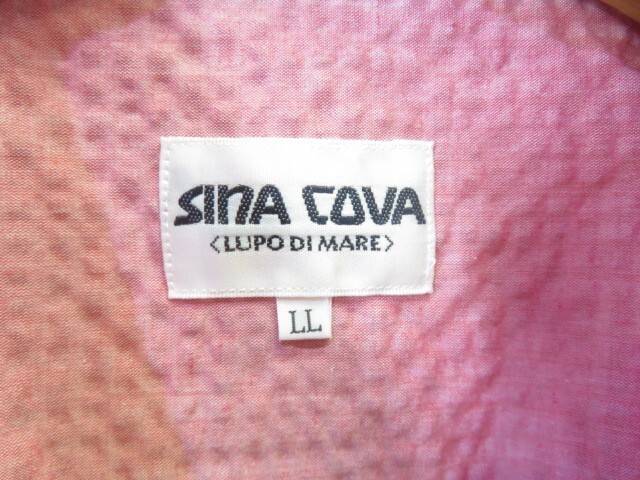 SINA COVA
<LUPO DI MARE>
LL